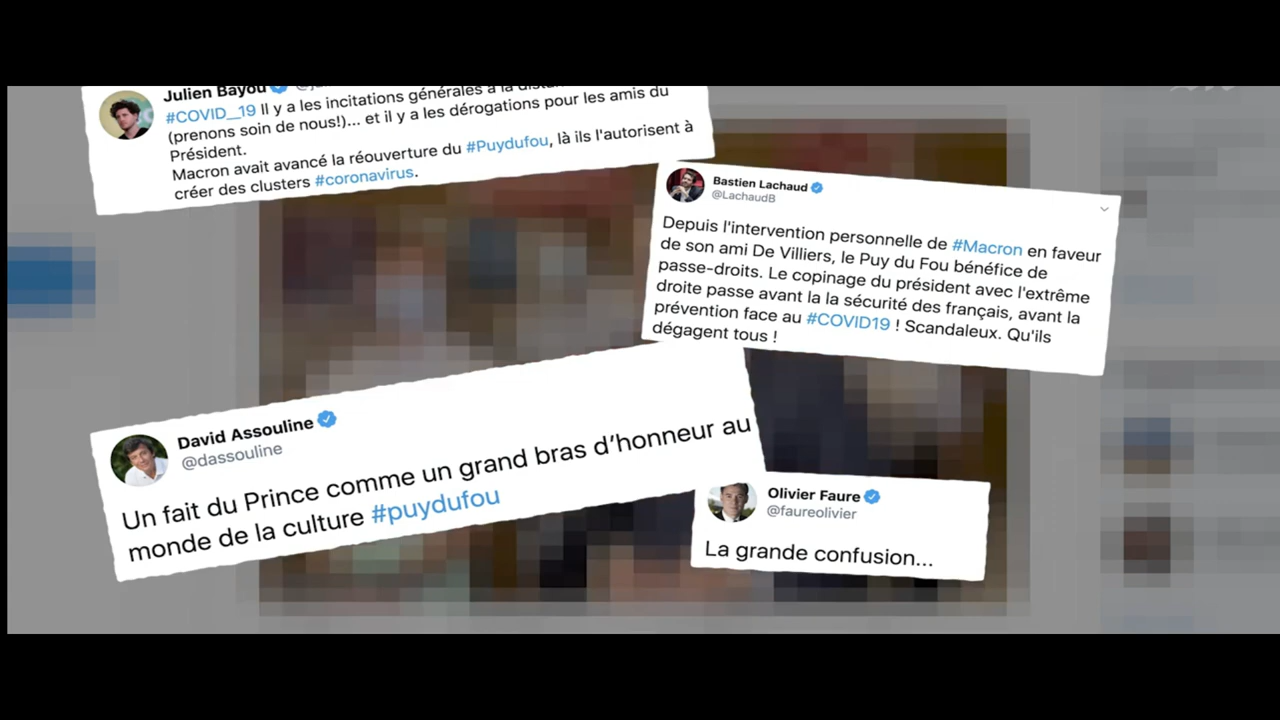 Julien Bayou
#COVID__19 Il y a les incitations générales à la
(prenons soin de nous!)... et il y a les dérogations pour les amis du
Président.
Macron avait avancé la réouverture du #Puydufou, là ils l'autorisent à
créer des clusters #coronavirus.
Bastien Lachaud
@LachaudB
Depuis l'intervention personnelle de #Macron en faveur
de son ami De Villiers, le Puy du Fou bénéfice de
passe-droits. Le copinage du président avec l'extrême
droite passe avant la la sécurité des français, avant la
prévention face au #COVID19 ! Scandaleux. Qu'ils
dégagent tous !
David Assouline
@dassouline
Un fait du Prince comme un grand bras d’honneur au
monde de la culture #puydufou
Olivier Faure
@faureolivier
La grande confusion...